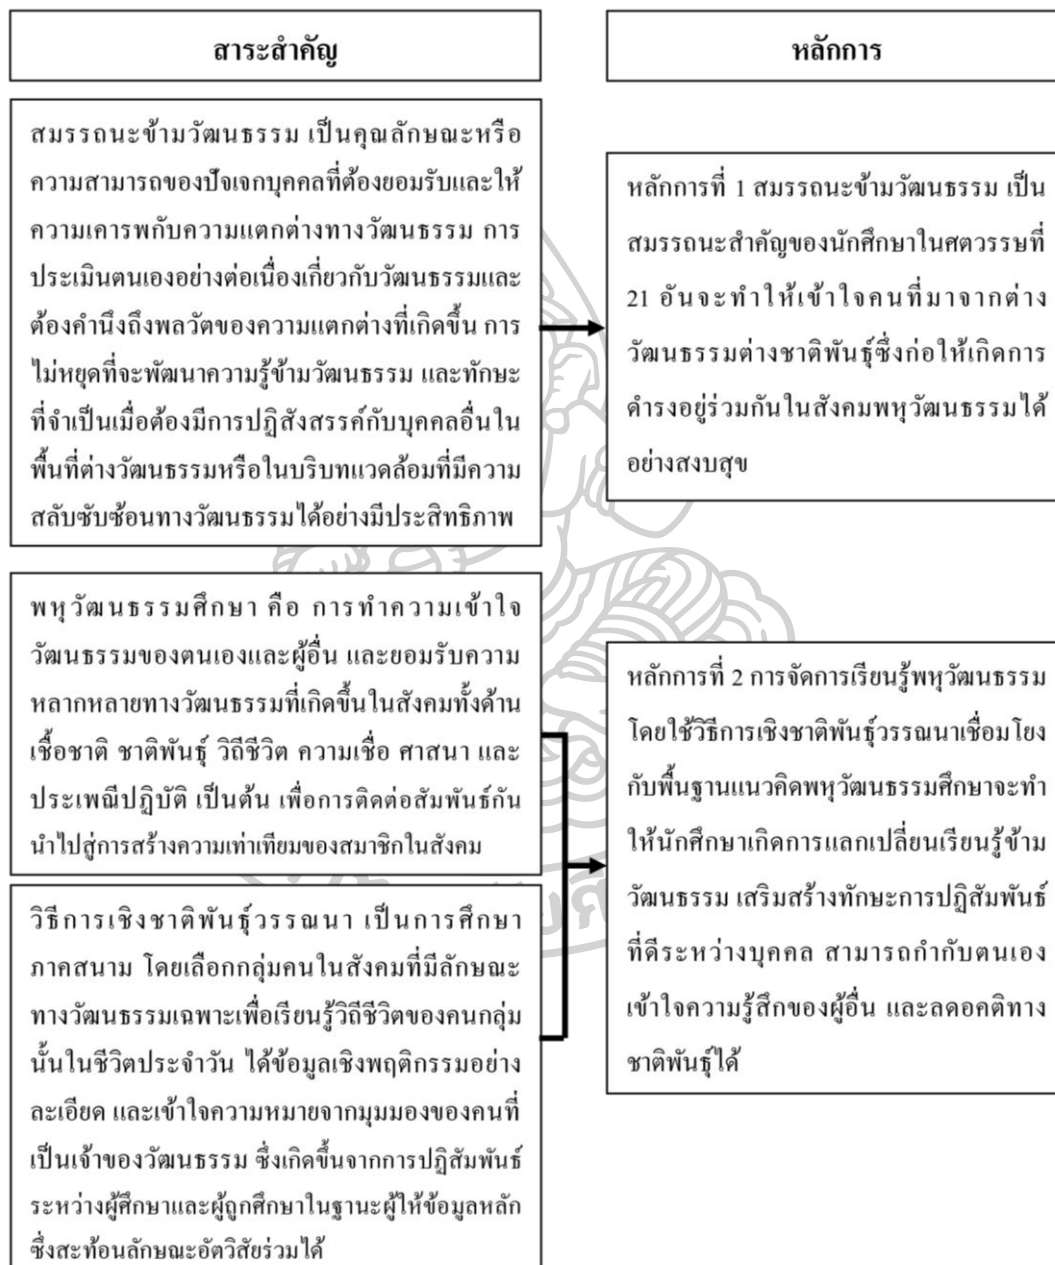 สาระสำคัญ
สมรรถนะข้ามวัฒนธรรม เป็นคุณลักษณะหรือ
ความสามารถของปัจเจกบุคคลที่ต้องยอมรับและให้
ความเคารพกับความแตกต่างทางวัฒนธรรม การ
ประเมินตนเองอย่างต่อเนื่องเกี่ยวกับวัฒนธรรมและ
ต้องคำนึงถึงพลวัตของความแตกต่างที่เกิดขึ้น การ
ไม่หยุดที่จะพัฒนาความรู้ข้ามวัฒนธรรม และทักษะ
ที่จำเป็นเมื่อต้องมีการปฏิสังสรรค์กับบุคคลอื่นใน
พื้นที่ต่างวัฒนธรรมหรือในบริบทแวดล้อมที่มีความ
สลับซับซ้อนทางวัฒนธรรมได้อย่างมีประสิทธิภาพ
พหุวัฒนธรรมศึกษา คือ การทำความเข้าใจ
วัฒนธรรมของตนเองและผู้อื่น และยอมรับความ
หลากหลายทางวัฒนธรรมที่เกิดขึ้นในสังคมทั้งด้าน
เชื้อชาติ ชาติพันธุ์ วิถีชีวิต ความเชื่อ ศาสนา และ
ประเพณีปฏิบัติ เป็นต้น เพื่อการติดต่อสัมพันธ์กัน
นำไปสู่การสร้างความเท่าเทียมของสมาชิกในสังคม
วิธีการเชิงชาติพันธุ์วรรณนา เป็นการศึกษา
ภาคสนาม โดยเลือกกลุ่มคนในสังคมที่มีลักษณะ
ทางวัฒนธรรมเฉพาะเพื่อเรียนรู้วิถีชีวิตของคนกลุ่ม
นั้นในชีวิตประจำวัน ได้ข้อมูลเชิงพฤติกรรมอย่าง
ละเอียด และเข้าใจความหมายจากมุมมองของคนที่
เป็นเจ้าของวัฒนธรรม ซึ่งเกิดขึ้นจากการปฏิสัมพันธ์
ระหว่างผู้ศึกษาและผู้ถูกศึกษาในฐานะผู้ให้ข้อมูลหลัก
ซึ่งสะท้อนลักษณะอัตวิสัยร่วมได้
หลักการ
หลักการที่ 1 สมรรถนะข้ามวัฒนธรรม เป็น
สมรรถนะสำคัญของนักศึกษาในศตวรรษที่
21 อันจะทำให้เข้าใจคนที่มาจากต่าง
วัฒนธรรมต่างชาติพันธุ์ซึ่งก่อให้เกิดการ
ดำรงอยู่ร่วมกันในสังคมพหุวัฒนธรรมได้
อย่างสงบสุข
หลักการที่ 2 การจัดการเรียนรู้พหุวัฒนธรรม
โดยใช้วิธีการเชิงชาติพันธุ์วรรณนาเชื่อมโยง
กับพื้นฐานแนวคิดพหุวัฒนธรรมศึกษาจะทำ
ให้นักศึกษาเกิดการแลกเปลี่ยนเรียนรู้ข้าม
วัฒนธรรม เสริมสร้างทักษะการปฏิสัมพันธ์
ที่ดีระหว่างบุคคล สามารถกำกับตนเอง
เข้าใจความรู้สึกของผู้อื่น และลดอคติทาง
ชาติพันธุ์ได้